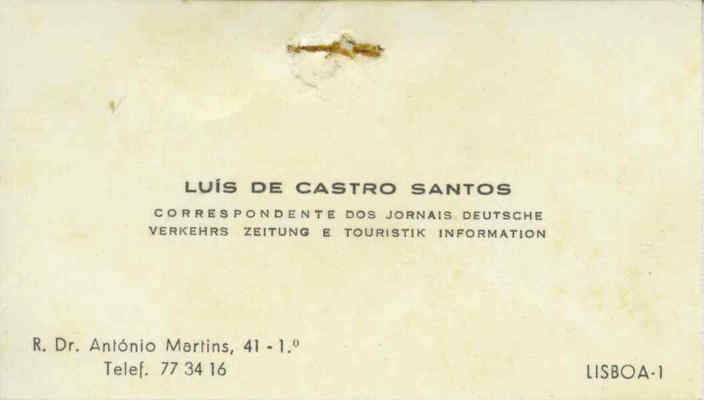 LUÍS DE CASTRO SANTOS
CORRESPONDENTE DOS JORNAIS DEUTSCHE
VERKEHRS ZEITUNG E TOURISTIK INFORMATION
R. Dr. António Martins, 41 - 1.º
Telef. 77 34 16
LISBOA-1